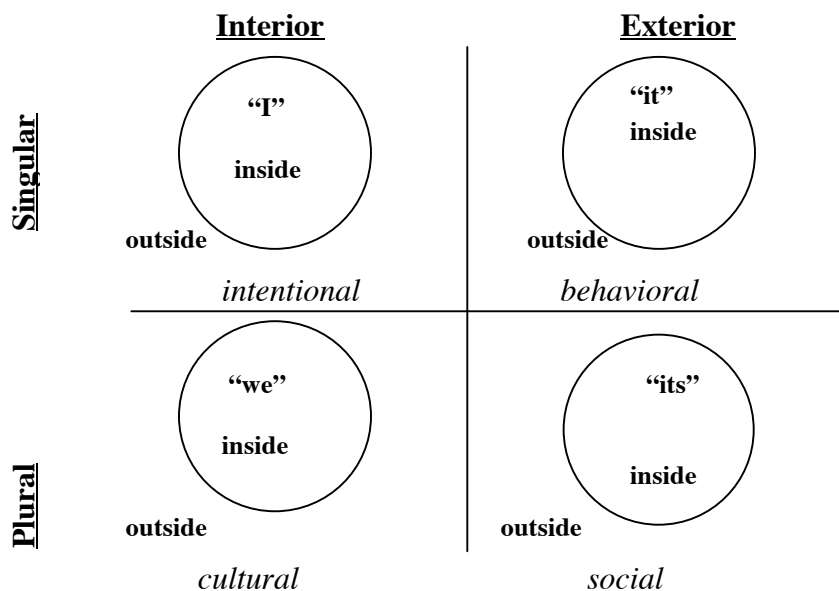 Interior
Exterior
Singular
“I”
inside
outside
intentional
“it”
inside
outside
behavioral
Plural
“we”
inside
outside
cultural
“its”
inside
outside
social